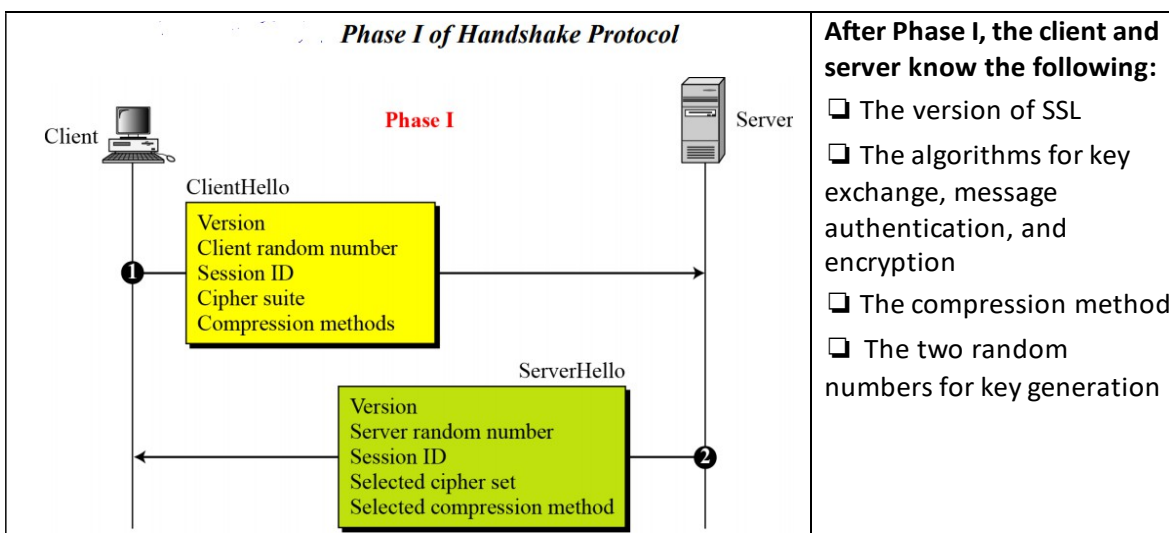 Phase I of Handshake Protocol
Client
Phase I
Server
ClientHello
Version
Client random number
1
Session ID
Cipher suite
Compression methods
ServerHello
Version
Server random number
Session ID
2
Selected cipher set
Selected compression method
After Phase I, the client and
server know the following:
❏ The version of SSL
❏ The algorithms for key
exchange, message
authentication, and
encryption
❏ The compression method
❏ The two random
numbers for key generation